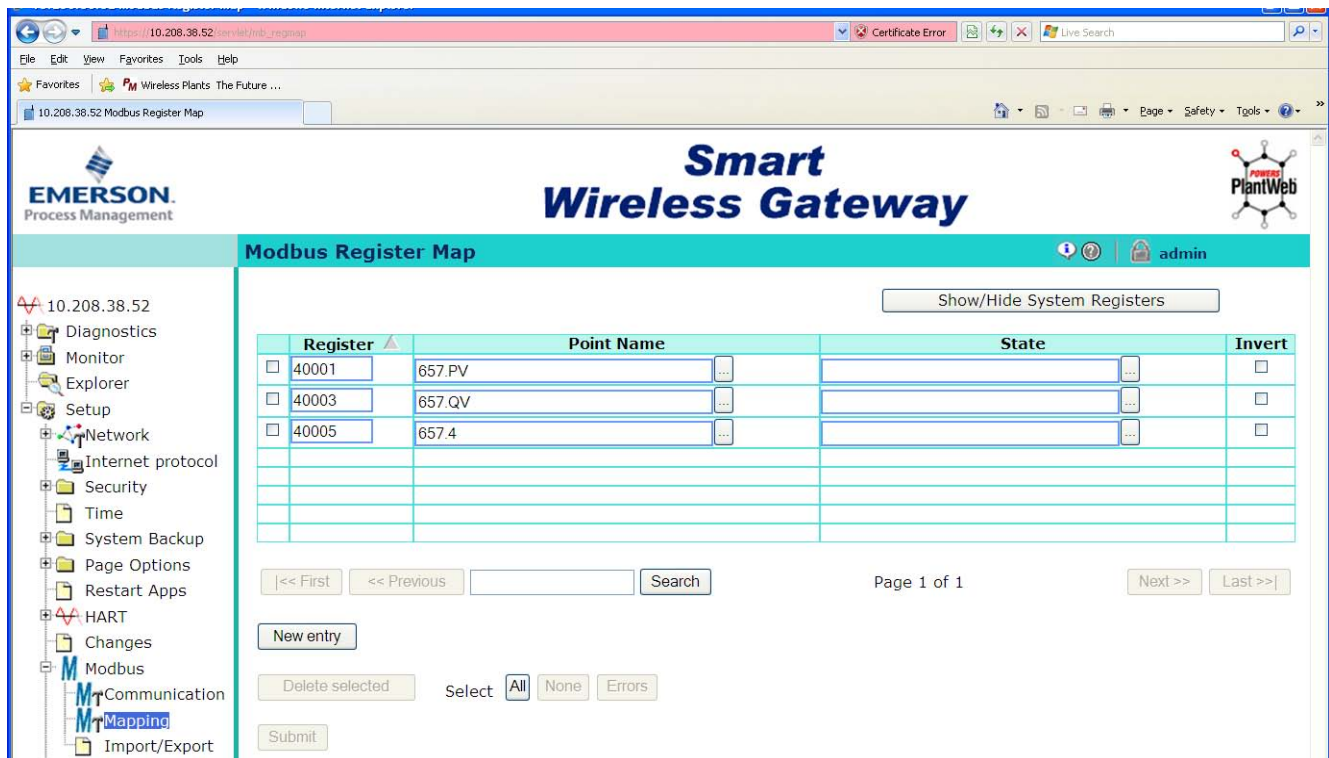 https://10.208.38.52/servlet/mb_regmap
Certificate Error
Live Search
File Edit View Favorites Tools Help
Favorites PM Wireless Plants The Future ...
10.208.38.52 Modbus Register Map
Page Safety Tools
EMERSON.
Process Management
Smart
Wireless Gateway
POWERS
PlantWeb
Modbus Register Map
admin
10.208.38.52
Show/Hide System Registers
Diagnostics
Monitor
Explorer
Setup
Network
Internet protocol
Security
Time
System Backup
Page Options
Restart Apps
HART
Changes
Modbus
Communication
Mapping
Import/Export
Register Point Name State Invert
40001 657.PV ... ...
40003 657.QV ... ...
40005 657.4 ... ...
|<< First << Previous Search Page 1 of 1 Next >> Last >>|
New entry
Delete selected Select All None Errors
Submit